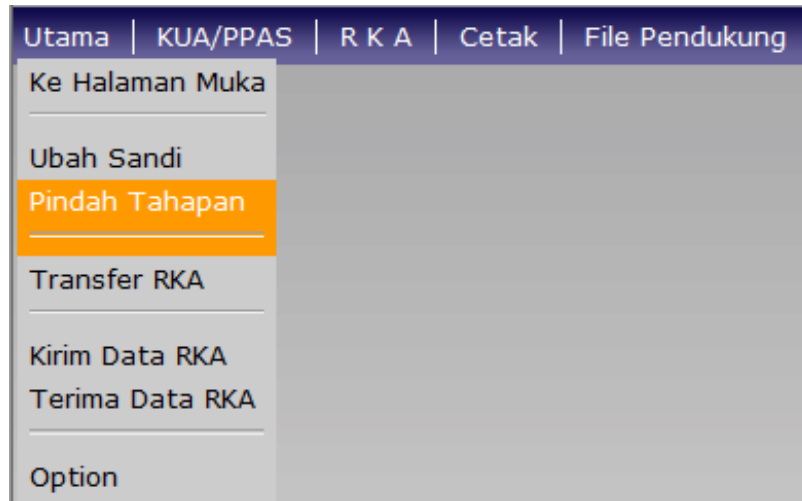 Utama | KUA/PPAS | R K A | Cetak | File Pendukung
Ke Halaman Muka
Ubah Sandi
Pindah Tahapan
Transfer RKA
Kirim Data RKA
Terima Data RKA
Option